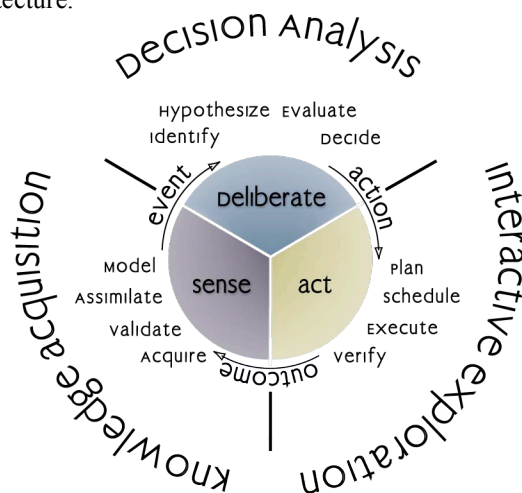 ecture.
Decision Analysis
Hypothesize Evaluate
Identify Decide
event
action
Deliberate
sense
act
Model
Assimilate
Validate
Acquire
Plan
Schedule
Execute
Verify
outcome
Knowledge acquisition
Interactive exploration